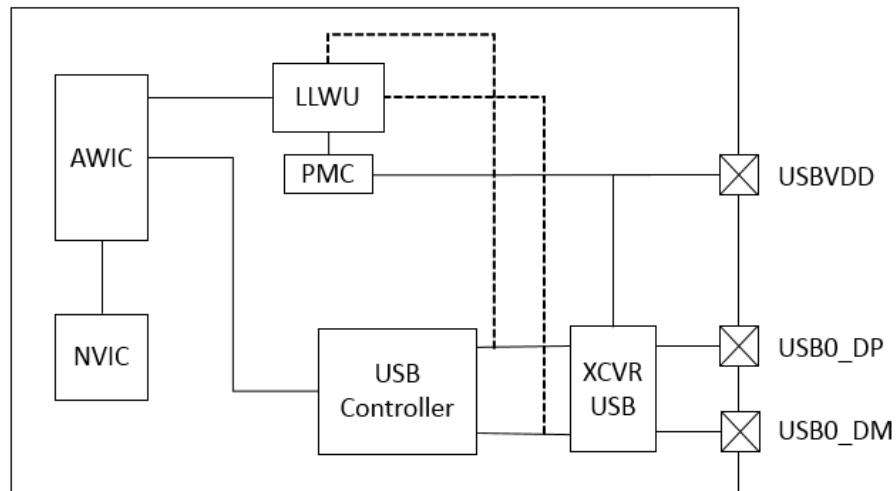 LLWU
AWIC
PMC
USBVDD
NVIC
USB
Controller
XCVR
USB
USB0_DP
USB0_DM